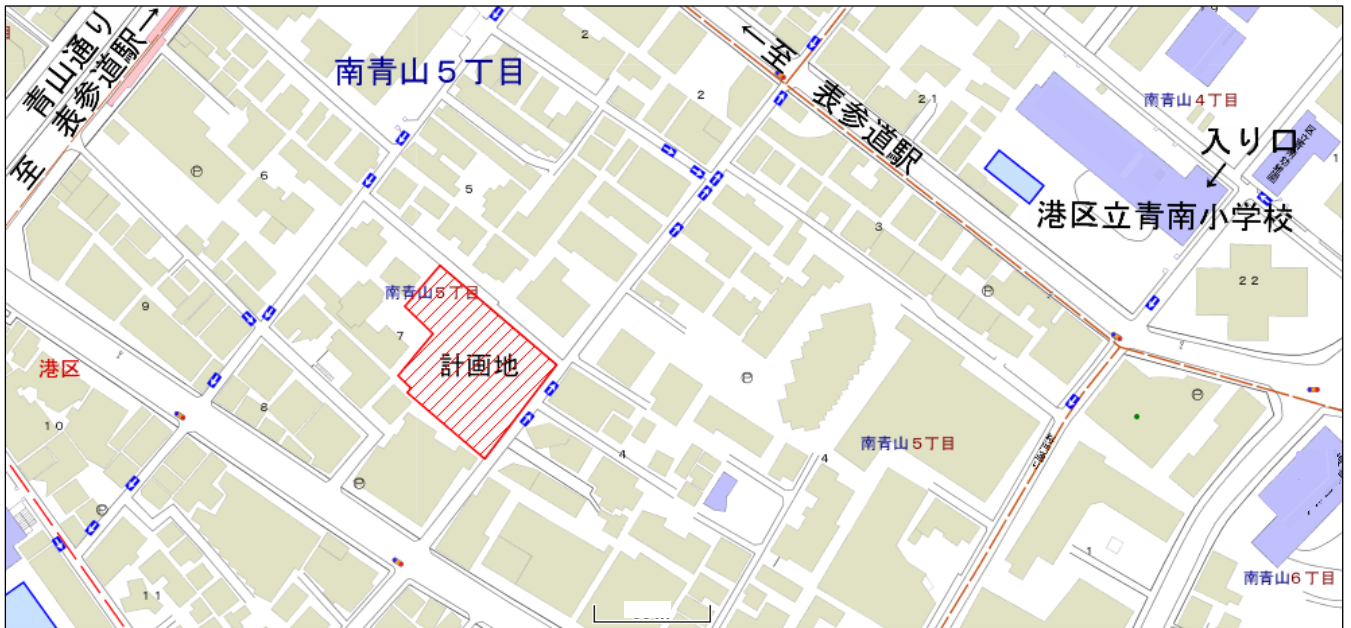 青山通り
至 表参道駅→
南青山5丁目
2
2
←至 表参道駅
21
19
南青山4丁目
入り口
港区立青南小学校
1
6
5
3
22
南青山5丁目
9
7
計画地
港区
8
10
4
4
南青山5丁目
1
11
南青山6丁目